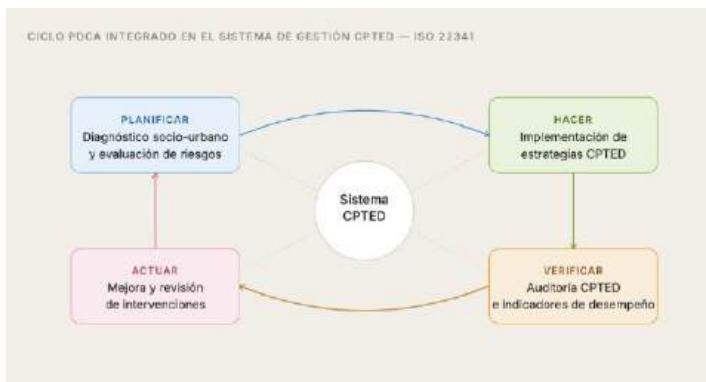 CICLO PDCA INTEGRADO EN EL SISTEMA DE GESTIÓN CPTED — ISO 22341
PLANIFICAR
Diagnóstico socio-urbano
y evaluación de riesgos
HACER
Implementación de
estrategias CPTED
Sistema
CPTED
ACTUAR
Mejora y revisión
de intervenciones
VERIFICAR
Auditoría CPTED
e indicadores de desempeño